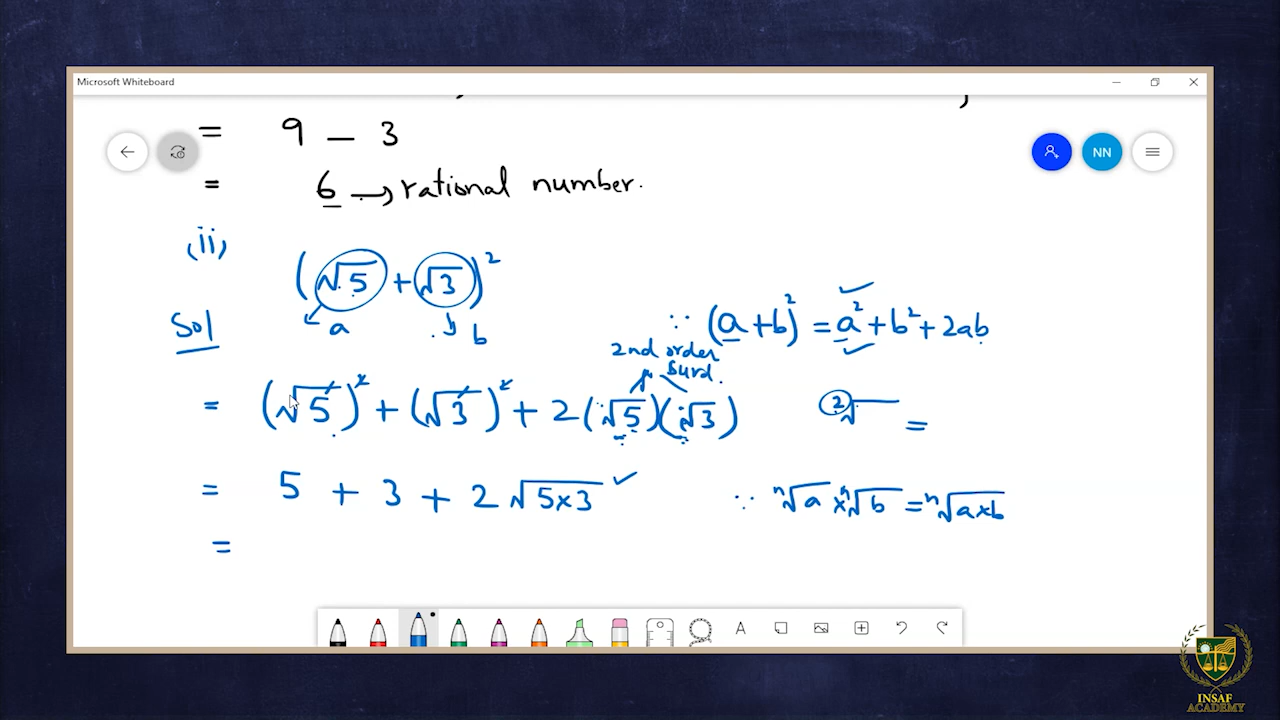 Microsoft Whiteboard
= 9 – 3
= 6 → rational number.
(ii) (√5 + √3)²
a b
Sol
∵ (a+b)² = a² + b² + 2ab
2nd order
surd.
= (√5)² + (√3)² + 2(√5)(√3)
²√ =
= 5 + 3 + 2√5×3 ✓
∵ ⁿ√a × ⁿ√b = ⁿ√a×b
=
NN
A
INSAF
ACADEMY